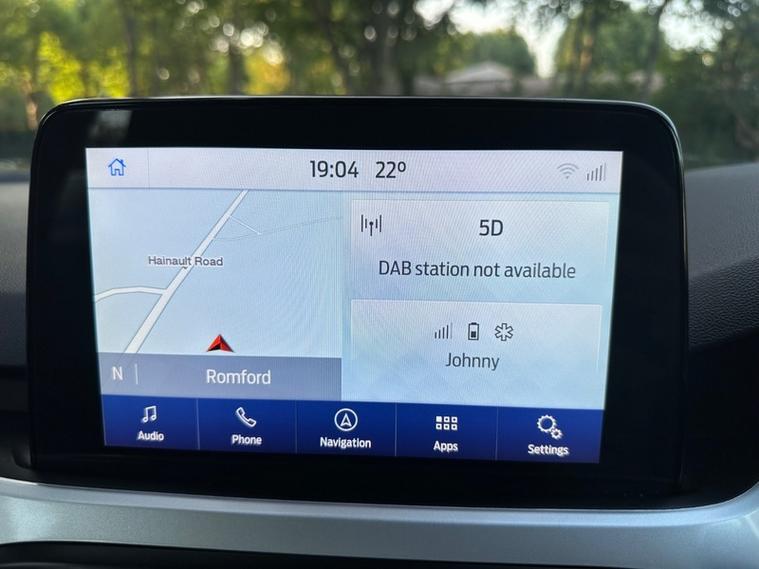 19:04 22º
Hainault Road
5D
DAB station not available
Johnny
N Romford
Audio
Phone
Navigation
Apps
Settings